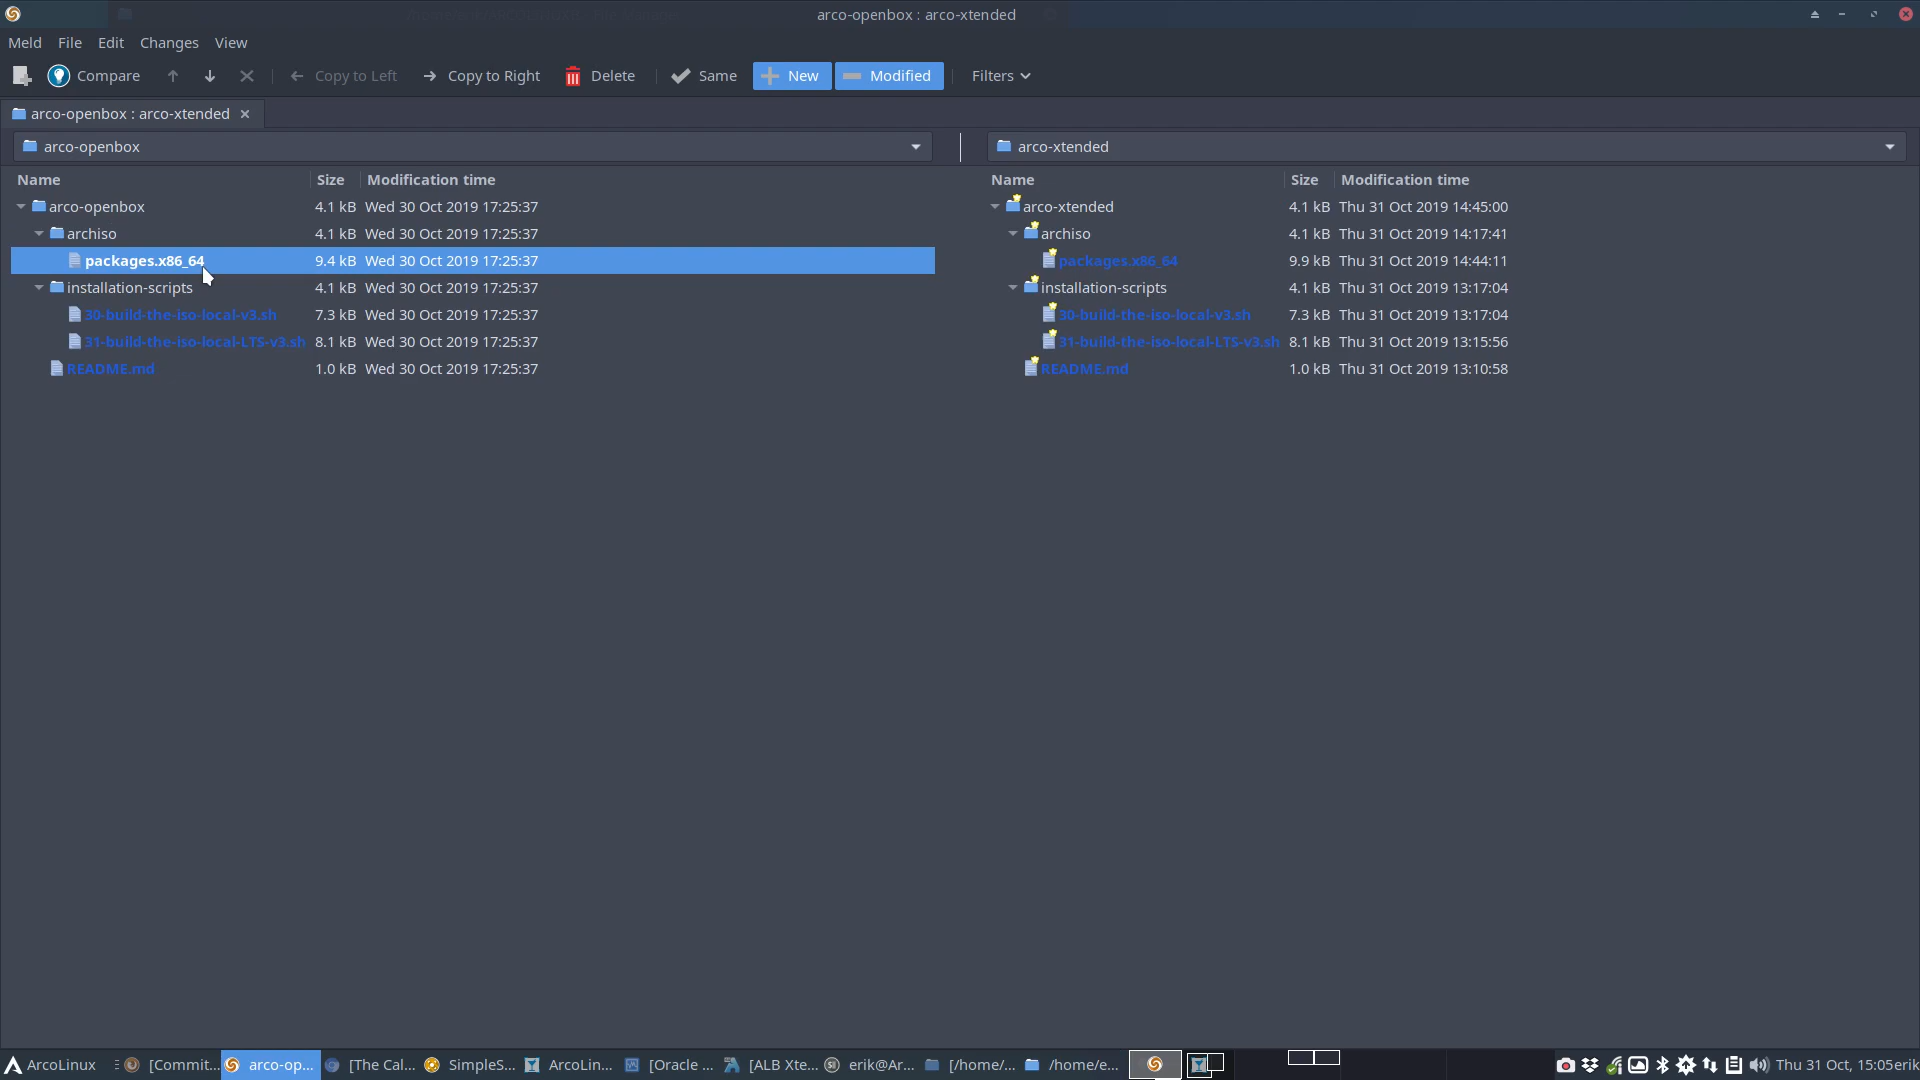 arco-openbox : arco-xtended
Meld File Edit Changes View
Compare Copy to Left Copy to Right Delete Same New Modified Filters
arco-openbox : arco-xtended
arco-openbox arco-xtended
Name Size Modification time Name Size Modification time
arco-openbox 4.1 kB Wed 30 Oct 2019 17:25:37 arco-xtended 4.1 kB Thu 31 Oct 2019 14:45:00
archiso 4.1 kB Wed 30 Oct 2019 17:25:37 archiso 4.1 kB Thu 31 Oct 2019 14:17:41
packages.x86_64 9.4 kB Wed 30 Oct 2019 17:25:37 packages.x86_64 9.9 kB Thu 31 Oct 2019 14:44:11
installation-scripts 4.1 kB Wed 30 Oct 2019 17:25:37 installation-scripts 4.1 kB Thu 31 Oct 2019 13:17:04
30-build-the-iso-local-v3.sh 7.3 kB Wed 30 Oct 2019 17:25:37 30-build-the-iso-local-v3.sh 7.3 kB Thu 31 Oct 2019 13:17:04
31-build-the-iso-local-LTS-v3.sh 8.1 kB Wed 30 Oct 2019 17:25:37 31-build-the-iso-local-LTS-v3.sh 8.1 kB Thu 31 Oct 2019 13:15:56
README.md 1.0 kB Wed 30 Oct 2019 17:25:37 README.md 1.0 kB Thu 31 Oct 2019 13:10:58
ArcoLinux [Commit... arco-op... [The Cal... SimpleS... ArcoLin... [Oracle ... [ALB Xte... erik@Ar... [/home/... /home/e... Thu 31 Oct, 15:05erik